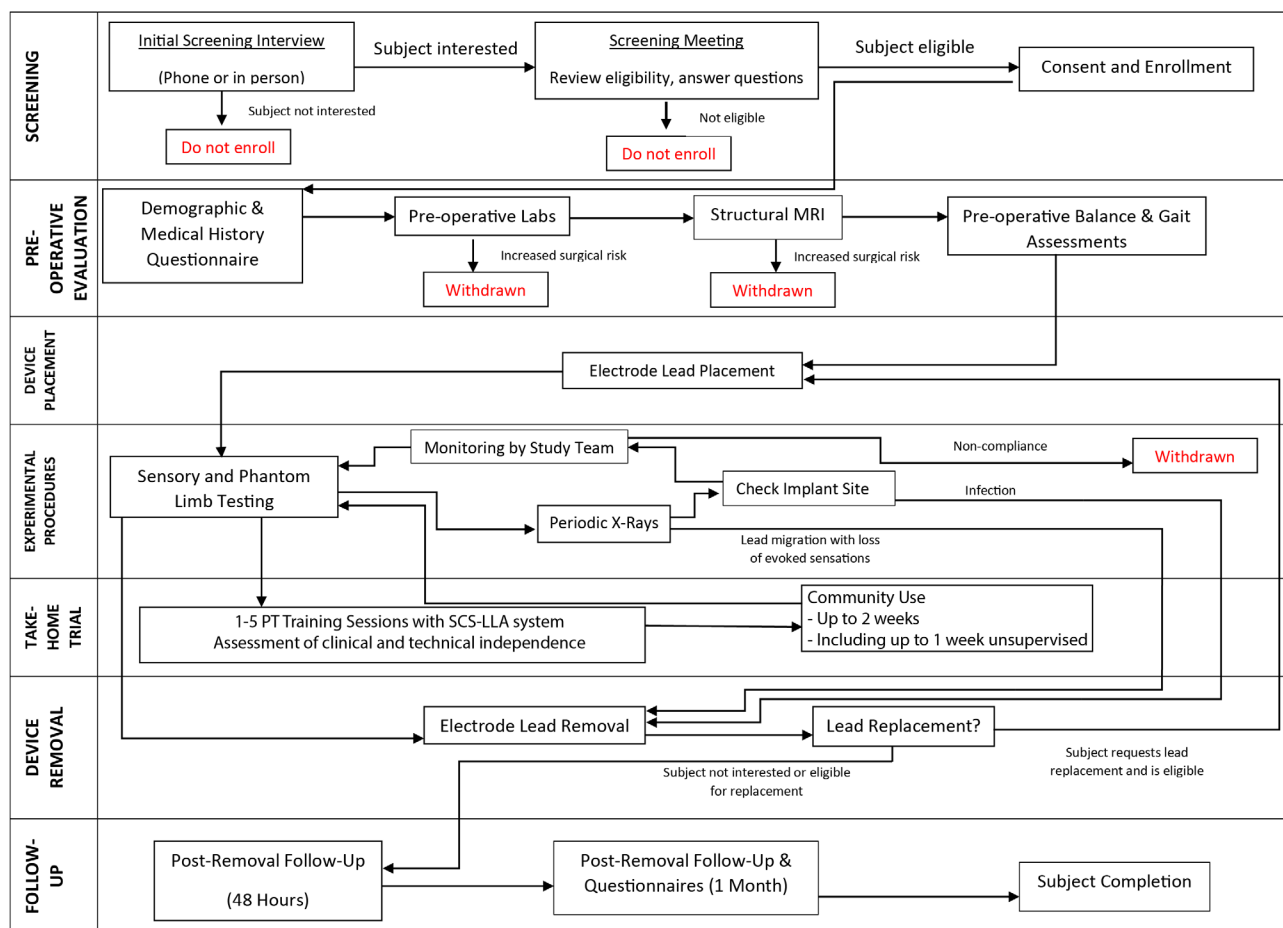 SCREENING
Initial Screening Interview
(Phone or in person)
Subject interested
Screening Meeting
Review eligibility, answer questions
Subject eligible
Consent and Enrollment
Subject not interested
Do not enroll
Not eligible
Do not enroll
PRE-
OPERATIVE
EVALUATION
Demographic &
Medical History
Questionnaire
Pre-operative Labs
Structural MRI
Pre-operative Balance & Gait
Assessments
Increased surgical risk
Withdrawn
Increased surgical risk
Withdrawn
DEVICE
PLACEMENT
Electrode Lead Placement
EXPERIMENTAL
PROCEDURES
Sensory and Phantom
Limb Testing
Monitoring by Study Team
Non-compliance
Withdrawn
Check Implant Site
Infection
Periodic X-Rays
Lead migration with loss
of evoked sensations
TAKE-
HOME
TRIAL
1-5 PT Training Sessions with SCS-LLA system
Assessment of clinical and technical independence
Community Use
- Up to 2 weeks
- Including up to 1 week unsupervised
DEVICE
REMOVAL
Electrode Lead Removal
Lead Replacement?
Subject requests lead
replacement and is eligible
Subject not interested or eligible
for replacement
FOLLOW-
UP
Post-Removal Follow-Up
(48 Hours)
Post-Removal Follow-Up &
Questionnaires (1 Month)
Subject Completion